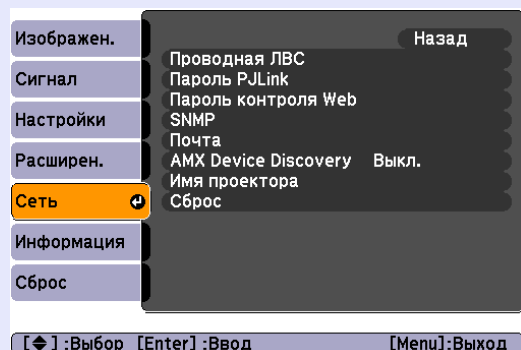 Изображен.
Сигнал
Настройки
Расширен.
Сеть
Информация
Сброс
Назад
Проводная ЛВС
Пароль PJLink
Пароль контроля Web
SNMP
Почта
AMX Device Discovery Выкл.
Имя проектора
Сброс
[◆] :Выбор [Enter] :Ввод [Menu]:Выход